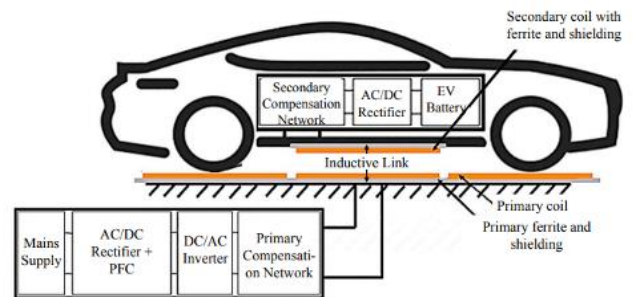 Secondary coil with
ferrite and shielding
Secondary
Compensation
Network
AC/DC
Rectifier
EV
Battery
Inductive Link
Primary coil
Primary ferrite and
shielding
Mains
Supply
AC/DC
Rectifier +
PFC
DC/AC
Inverter
Primary
Compensati-
on Network